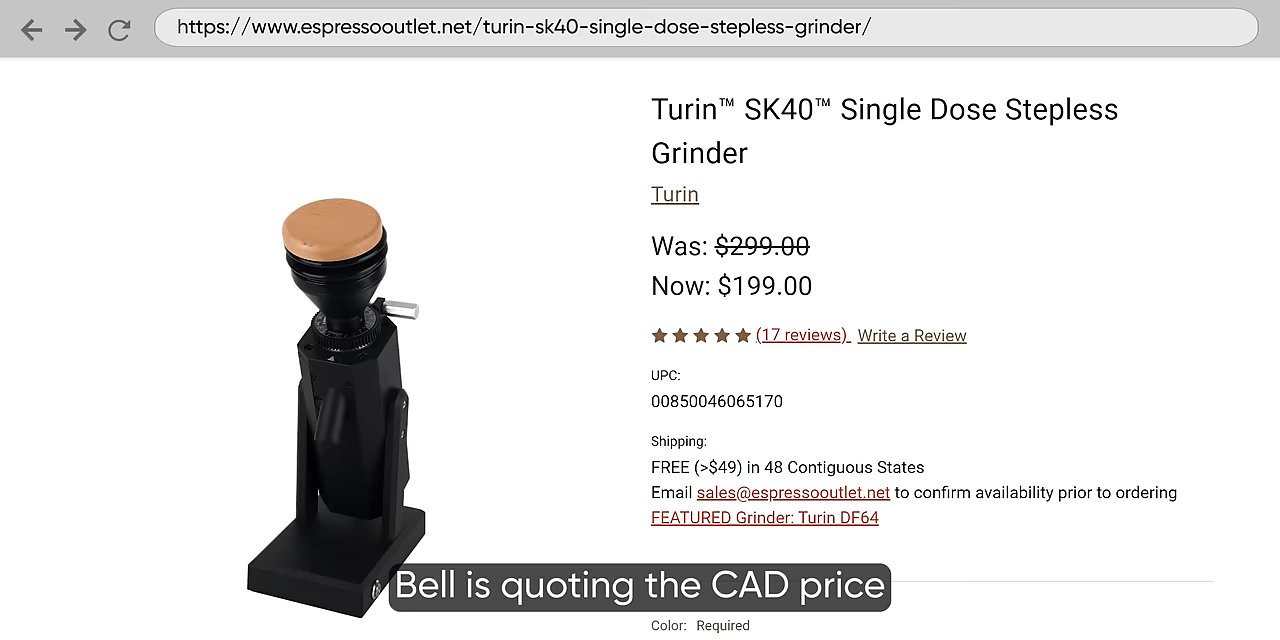 https://www.espressooutlet.net/turin-sk40-single-dose-stepless-grinder/
Turin™ SK40™ Single Dose Stepless
Grinder
Turin
Was: $299.00
Now: $199.00
(17 reviews) Write a Review
UPC:
00850046065170
Shipping:
FREE (>$49) in 48 Contiguous States
Email sales@espressooutlet.net to confirm availability prior to ordering
FEATURED Grinder: Turin DF64
Bell is quoting the CAD price
Color: Required